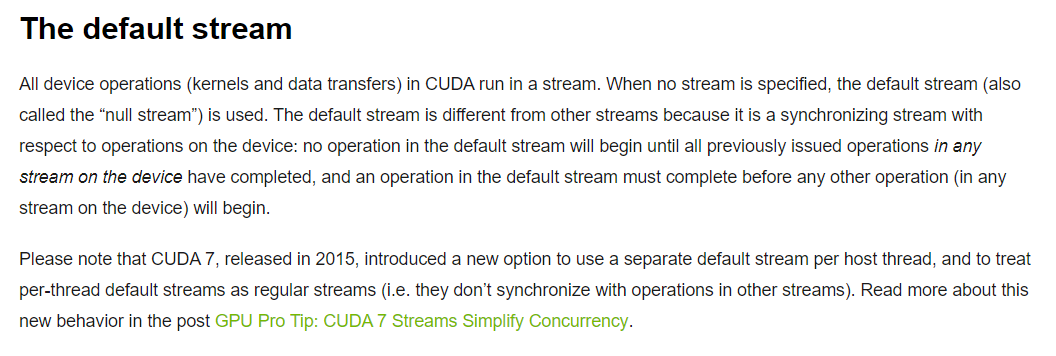 The default stream
All device operations (kernels and data transfers) in CUDA run in a stream. When no stream is specified, the default stream (also
called the “null stream”) is used. The default stream is different from other streams because it is a synchronizing stream with
respect to operations on the device: no operation in the default stream will begin until all previously issued operations in any
stream on the device have completed, and an operation in the default stream must complete before any other operation (in any
stream on the device) will begin.
Please note that CUDA 7, released in 2015, introduced a new option to use a separate default stream per host thread, and to treat
per-thread default streams as regular streams (i.e. they don’t synchronize with operations in other streams). Read more about this
new behavior in the post GPU Pro Tip: CUDA 7 Streams Simplify Concurrency.